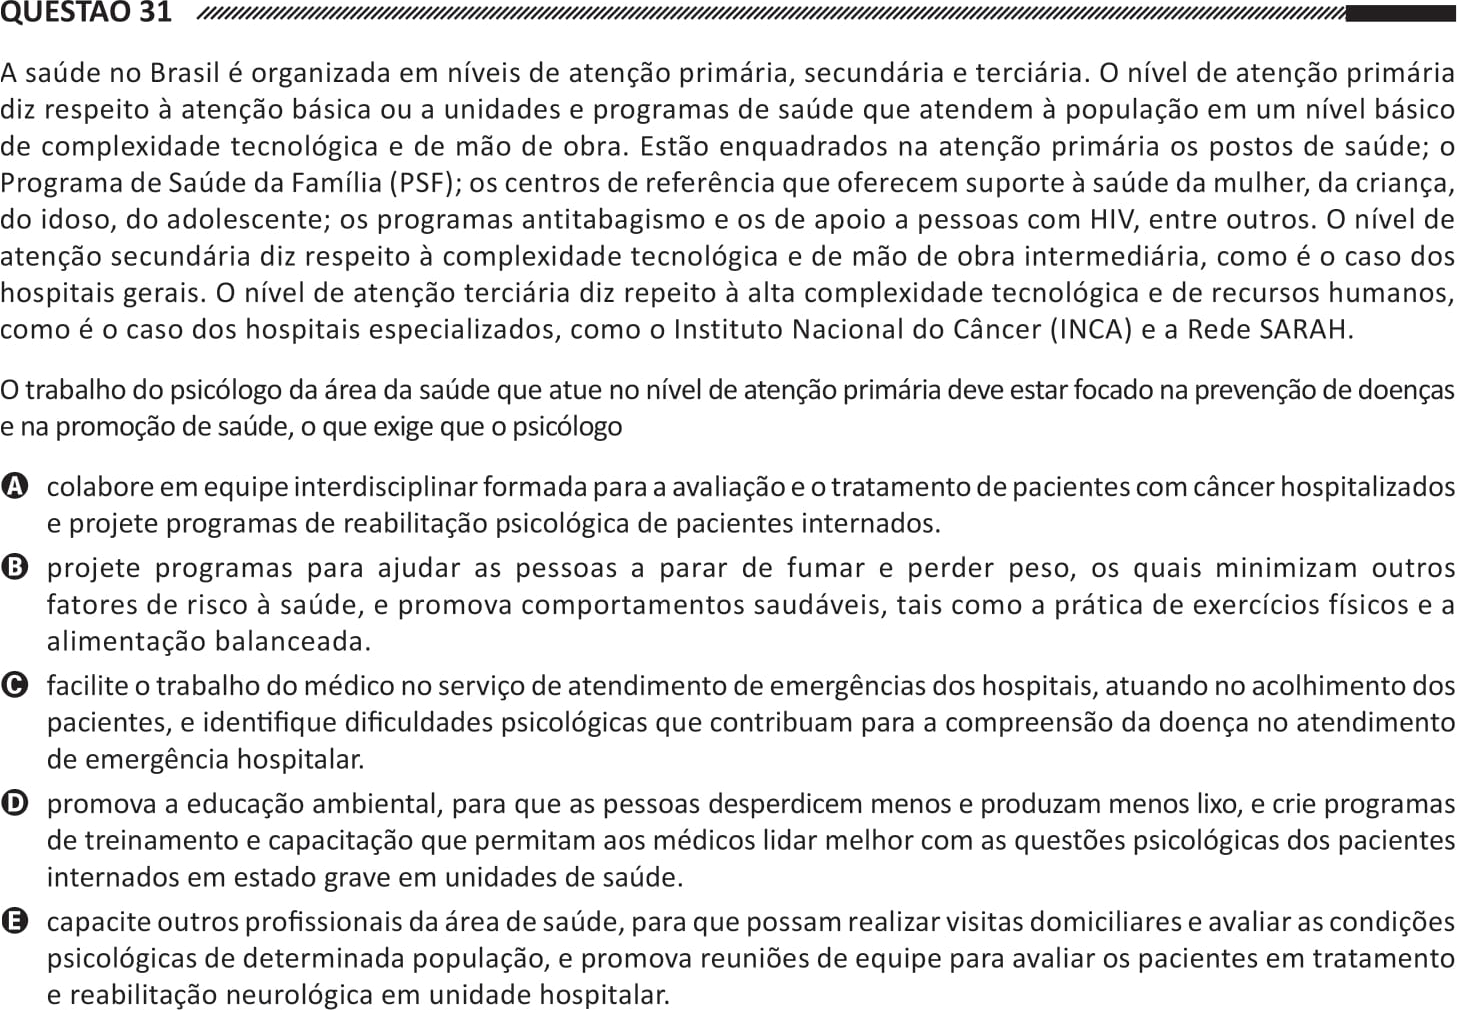 QUESTÃO 31
A saúde no Brasil é organizada em níveis de atenção primária, secundária e terciária. O nível de atenção primária
diz respeito à atenção básica ou a unidades e programas de saúde que atendem à população em um nível básico
de complexidade tecnológica e de mão de obra. Estão enquadrados na atenção primária os postos de saúde; o
Programa de Saúde da Família (PSF); os centros de referência que oferecem suporte à saúde da mulher, da criança,
do idoso, do adolescente; os programas antitabagismo e os de apoio a pessoas com HIV, entre outros. O nível de
atenção secundária diz respeito à complexidade tecnológica e de mão de obra intermediária, como é o caso dos
hospitais gerais. O nível de atenção terciária diz repeito à alta complexidade tecnológica e de recursos humanos,
como é o caso dos hospitais especializados, como o Instituto Nacional do Câncer (INCA) e a Rede SARAH.
O trabalho do psicólogo da área da saúde que atue no nível de atenção primária deve estar focado na prevenção de doenças
e na promoção de saúde, o que exige que o psicólogo
A colabore em equipe interdisciplinar formada para a avaliação e o tratamento de pacientes com câncer hospitalizados
e projete programas de reabilitação psicológica de pacientes internados.
B projete programas para ajudar as pessoas a parar de fumar e perder peso, os quais minimizam outros
fatores de risco à saúde, e promova comportamentos saudáveis, tais como a prática de exercícios físicos e a
alimentação balanceada.
C facilite o trabalho do médico no serviço de atendimento de emergências dos hospitais, atuando no acolhimento dos
pacientes, e identifique dificuldades psicológicas que contribuam para a compreensão da doença no atendimento
de emergência hospitalar.
D promova a educação ambiental, para que as pessoas desperdicem menos e produzam menos lixo, e crie programas
de treinamento e capacitação que permitam aos médicos lidar melhor com as questões psicológicas dos pacientes
internados em estado grave em unidades de saúde.
E capacite outros profissionais da área de saúde, para que possam realizar visitas domiciliares e avaliar as condições
psicológicas de determinada população, e promova reuniões de equipe para avaliar os pacientes em tratamento
e reabilitação neurológica em unidade hospitalar.